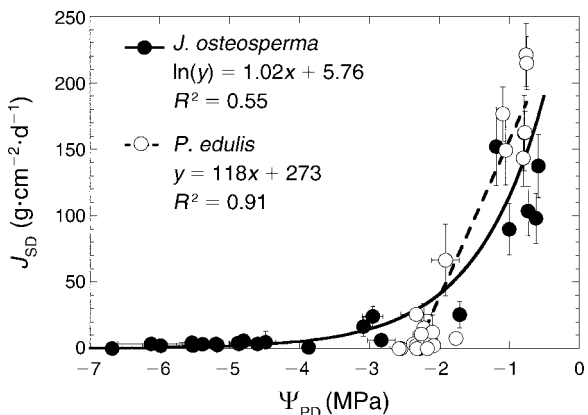 250
200
150
100
50
0
J_SD (g·cm⁻²·d⁻¹)
J. osteosperma
ln(y) = 1.02x + 5.76
R² = 0.55
P. edulis
y = 118x + 273
R² = 0.91
−7 −6 −5 −4 −3 −2 −1 0
Ψ_PD (MPa)